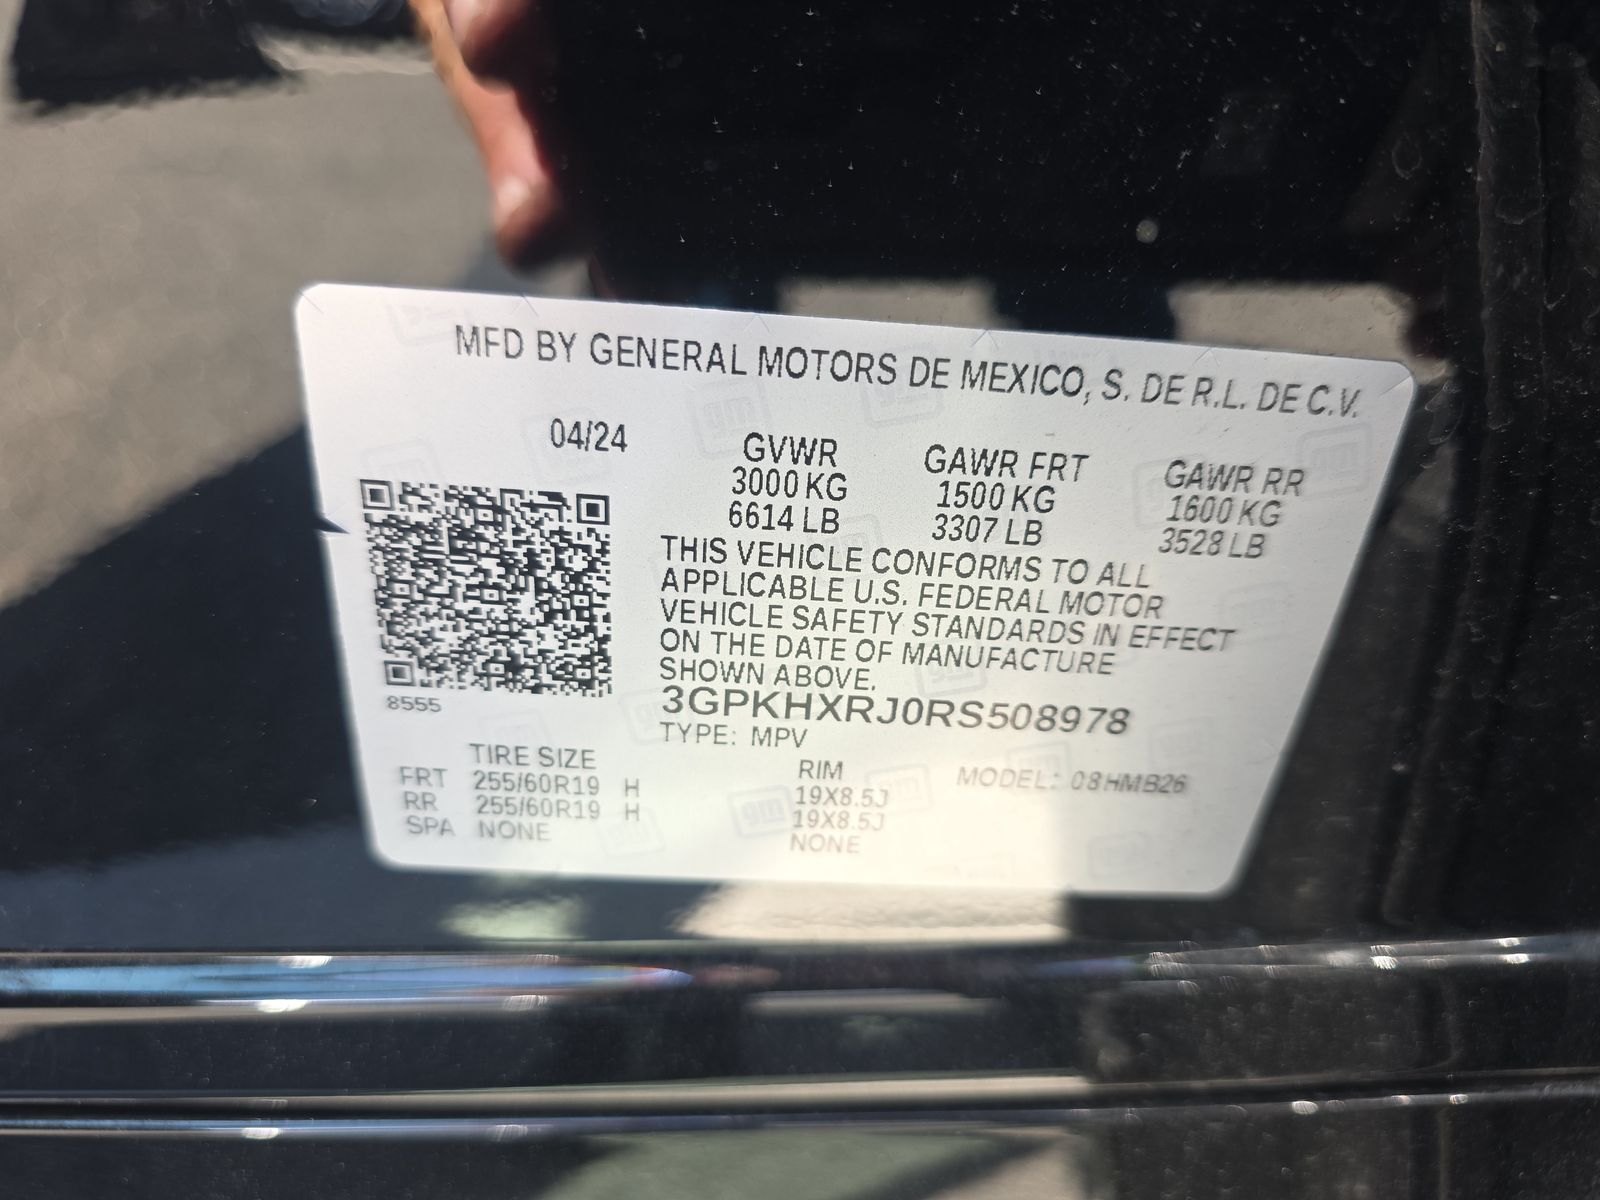 MFD BY GENERAL MOTORS DE MEXICO, S. DE R.L. DE C.V.
04/24
GVWR GAWR FRT GAWR RR
3000 KG 1500 KG 1600 KG
6614 LB 3307 LB 3528 LB
THIS VEHICLE CONFORMS TO ALL
APPLICABLE U.S. FEDERAL MOTOR
VEHICLE SAFETY STANDARDS IN EFFECT
ON THE DATE OF MANUFACTURE
SHOWN ABOVE.
8555
3GPKHXRJ0RS508978
TYPE: MPV
TIRE SIZE RIM MODEL: 08HMB26
FRT 255/60R19 H 19X8.5J
RR 255/60R19 H 19X8.5J
SPA NONE NONE